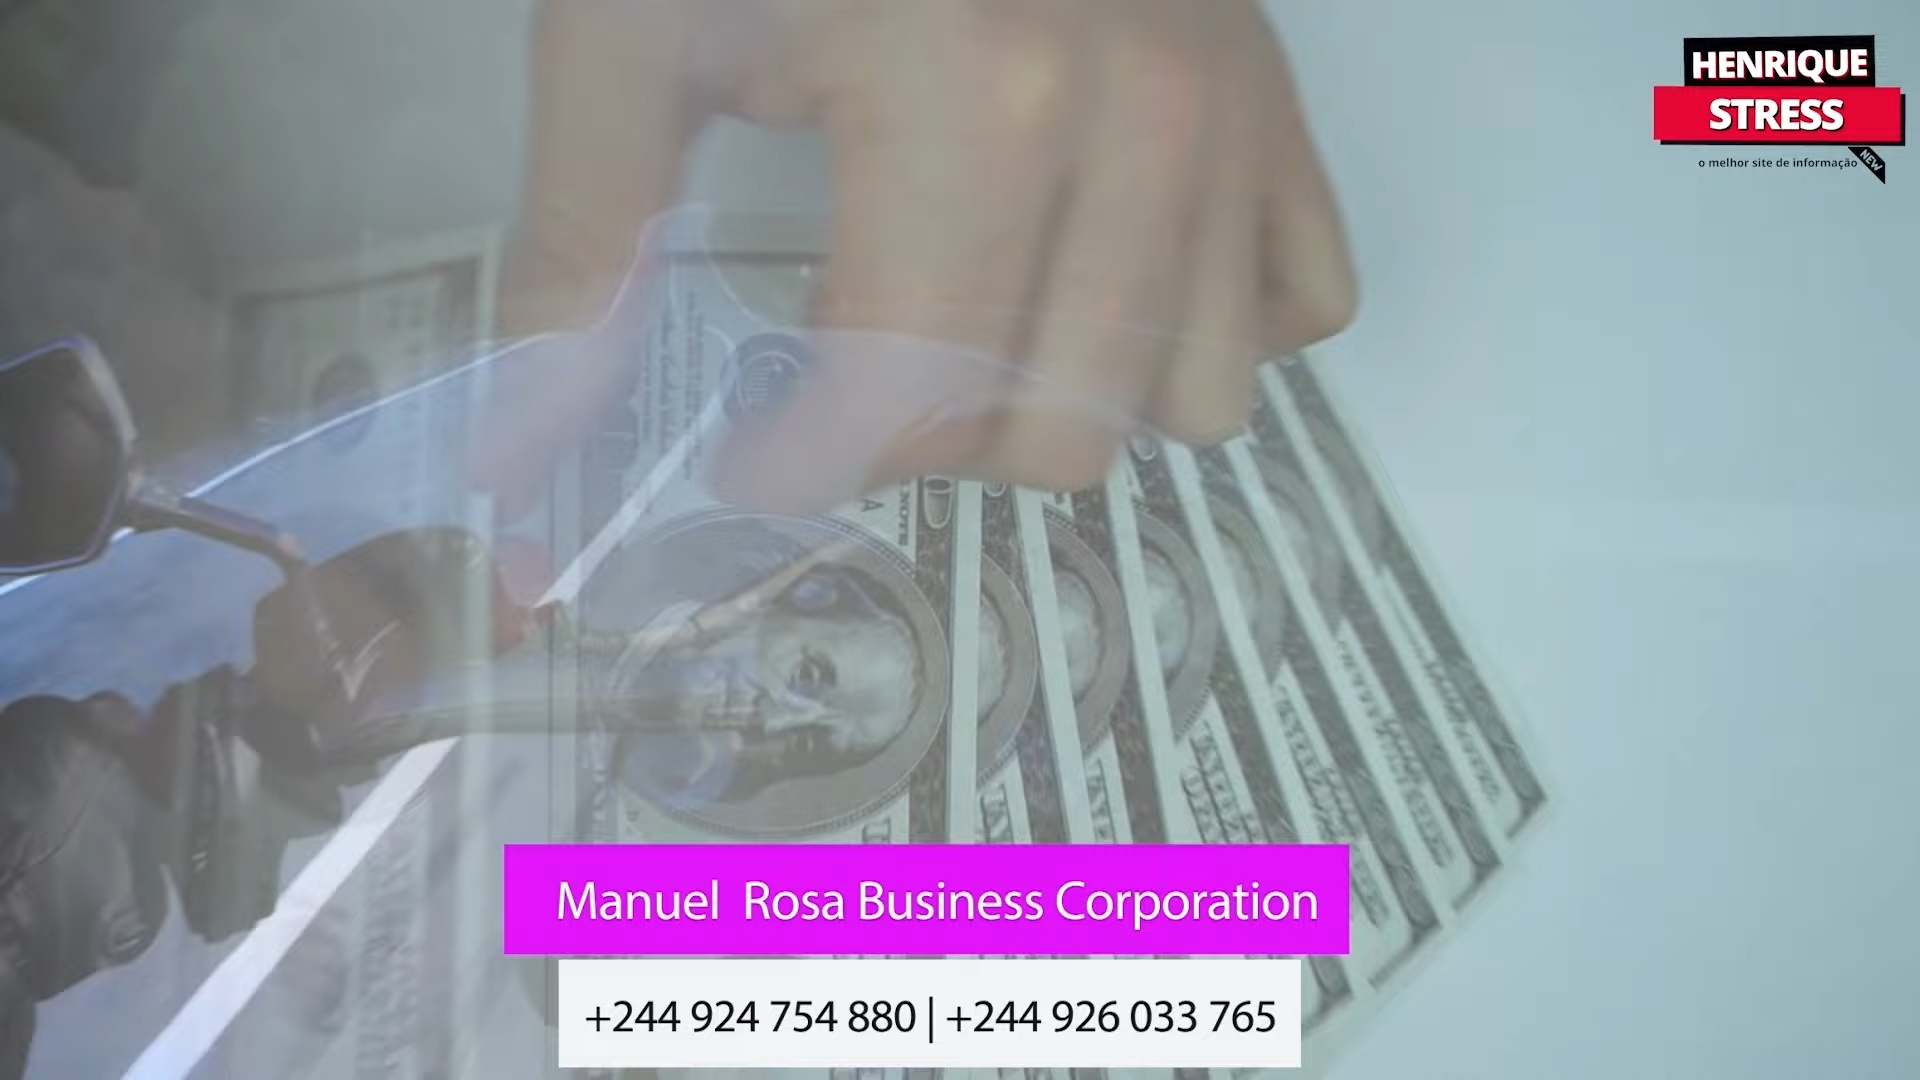 HENRIQUE
STRESS
o melhor site de informação
NEW
Manuel Rosa Business Corporation
+244 924 754 880 | +244 926 033 765